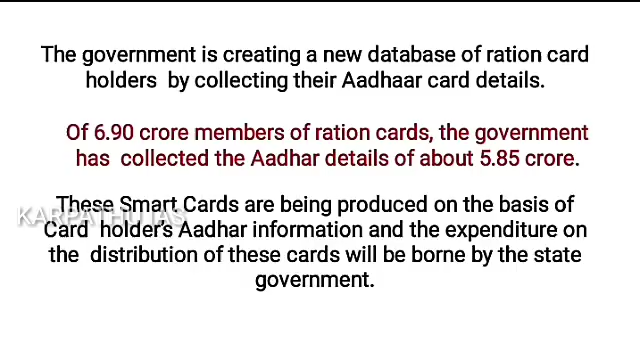 The government is creating a new database of ration card
holders by collecting their Aadhaar card details.
Of 6.90 crore members of ration cards, the government
has collected the Aadhar details of about 5.85 crore.
These Smart Cards are being produced on the basis of
KARPATHUTAS
Card holder's Aadhar information and the expenditure on
the distribution of these cards will be borne by the state
government.